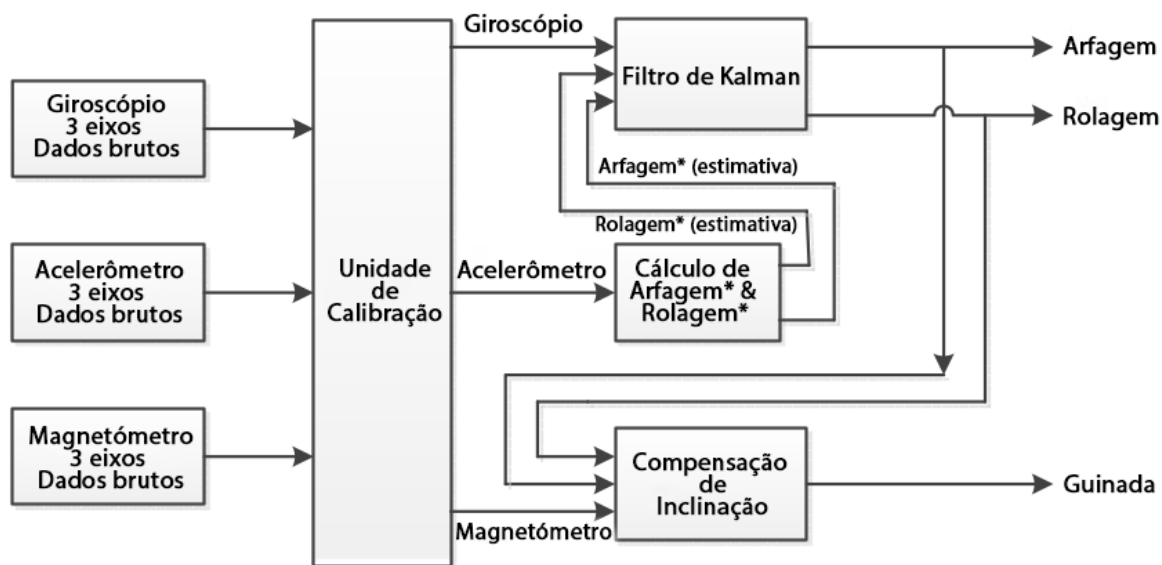 Giroscópio
3 eixos
Dados brutos
Acelerômetro
3 eixos
Dados brutos
Magnetómetro
3 eixos
Dados brutos
Unidade
de
Calibração
Giroscópio
Acelerômetro
Magnetómetro
Filtro de Kalman
Arfagem* (estimativa)
Rolagem* (estimativa)
Cálculo de
Arfagem* &
Rolagem*
Compensação
de
Inclinação
Arfagem
Rolagem
Guinada